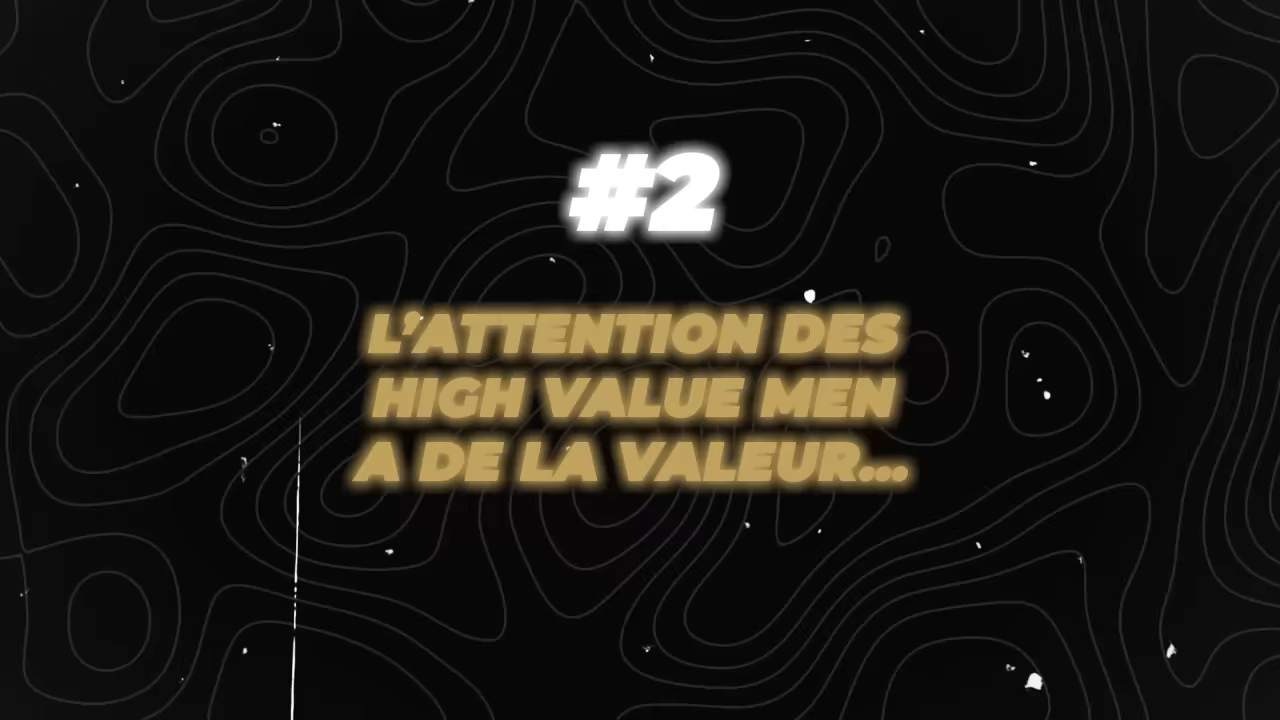 #2
L’ATTENTION DES
HIGH VALUE MEN
A DE LA VALEUR...